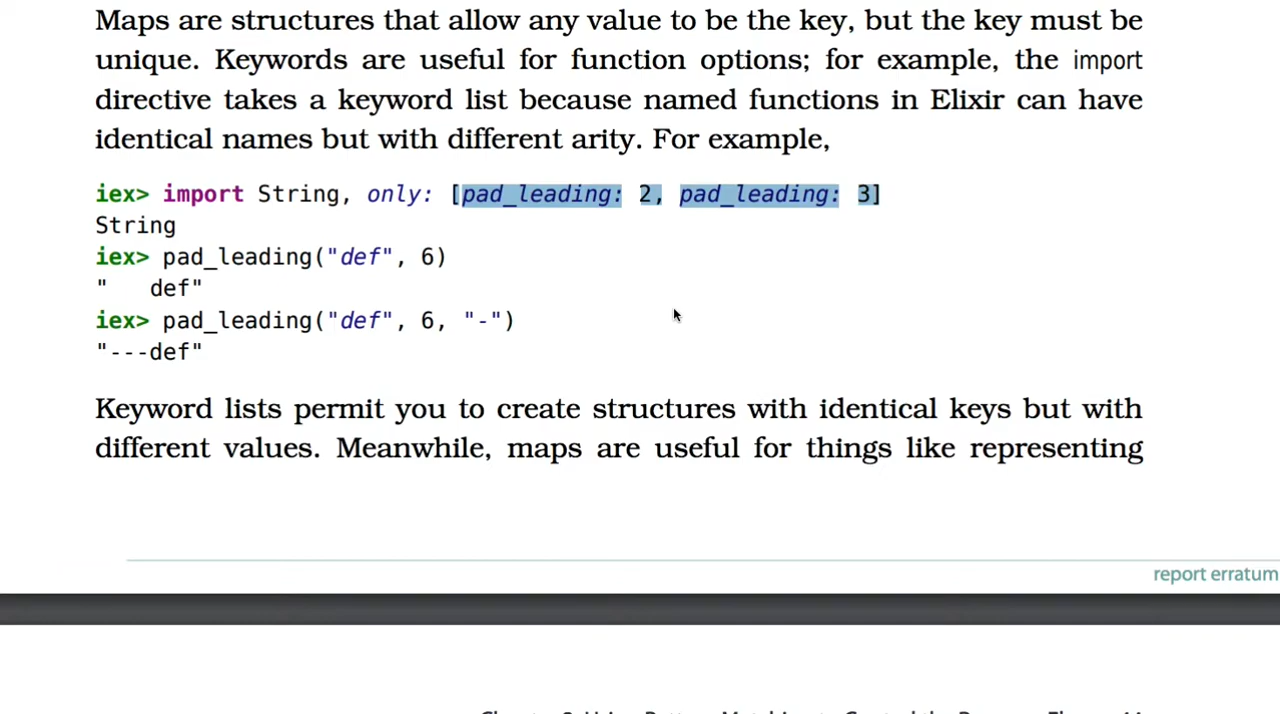 Maps are structures that allow any value to be the key, but the key must be
unique. Keywords are useful for function options; for example, the import
directive takes a keyword list because named functions in Elixir can have
identical names but with different arity. For example,
iex> import String, only: [pad_leading: 2, pad_leading: 3]
String
iex> pad_leading("def", 6)
"   def"
iex> pad_leading("def", 6, "-")
"---def"
Keyword lists permit you to create structures with identical keys but with
different values. Meanwhile, maps are useful for things like representing
report erratum